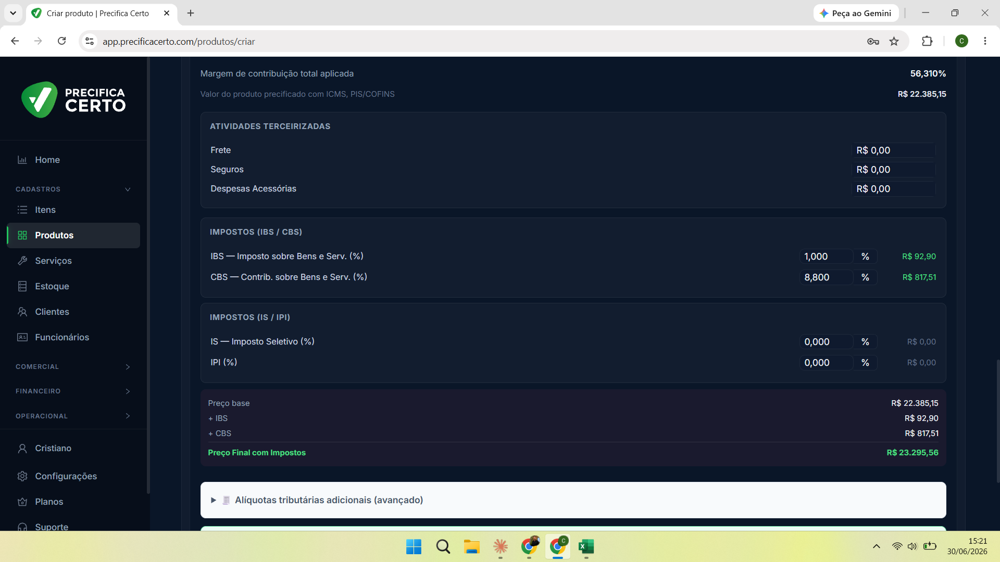 Criar produto | Precifica Certo
Peça ao Gemini
app.precificacerto.com/produtos/criar
C
PRECIFICA
CERTO
Home
CADASTROS
Itens
Produtos
Serviços
Estoque
Clientes
Funcionários
COMERCIAL
FINANCEIRO
OPERACIONAL
Cristiano
Configurações
Planos
Suporte
Margem de contribuição total aplicada 56,310%
Valor do produto precificado com ICMS, PIS/COFINS R$ 22.385,15
ATIVIDADES TERCEIRIZADAS
Frete R$ 0,00
Seguros R$ 0,00
Despesas Acessórias R$ 0,00
IMPOSTOS (IBS / CBS)
IBS — Imposto sobre Bens e Serv. (%) 1,000 % R$ 92,90
CBS — Contrib. sobre Bens e Serv. (%) 8,800 % R$ 817,51
IMPOSTOS (IS / IPI)
IS — Imposto Seletivo (%) 0,000 % R$ 0,00
IPI (%) 0,000 % R$ 0,00
Preço base R$ 22.385,15
+ IBS R$ 92,90
+ CBS R$ 817,51
Preço Final com Impostos R$ 23.295,56
Alíquotas tributárias adicionais (avançado)
C
15:21
30/06/2026